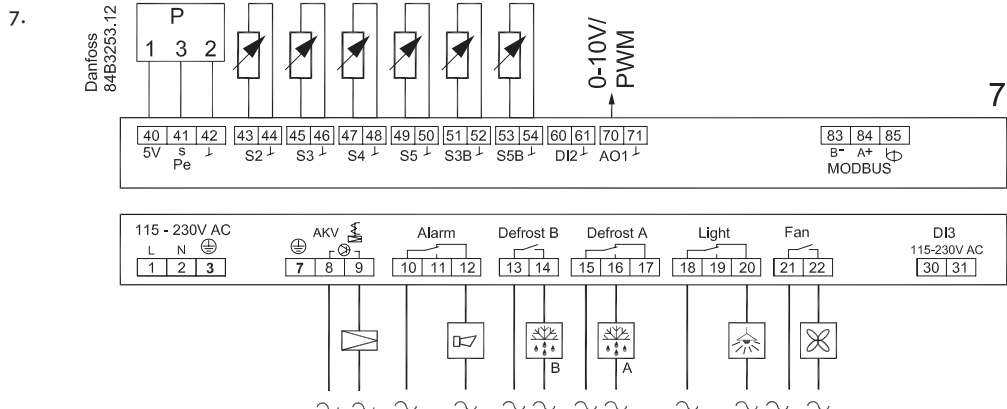 7.
Danfoss
84B3253.12
P
1 3 2
0-10V/
PWM
7
40 41 42 43 44 45 46 47 48 49 50 51 52 53 54 60 61 70 71 83 84 85
5V s S2 S3 S4 S5 S3B S5B DI2 AO1 B- A+
Pe MODBUS
115 - 230V AC AKV Alarm Defrost B Defrost A Light Fan DI3
L N 115-230V AC
1 2 3 7 8 9 10 11 12 13 14 15 16 17 18 19 20 21 22 30 31
B A